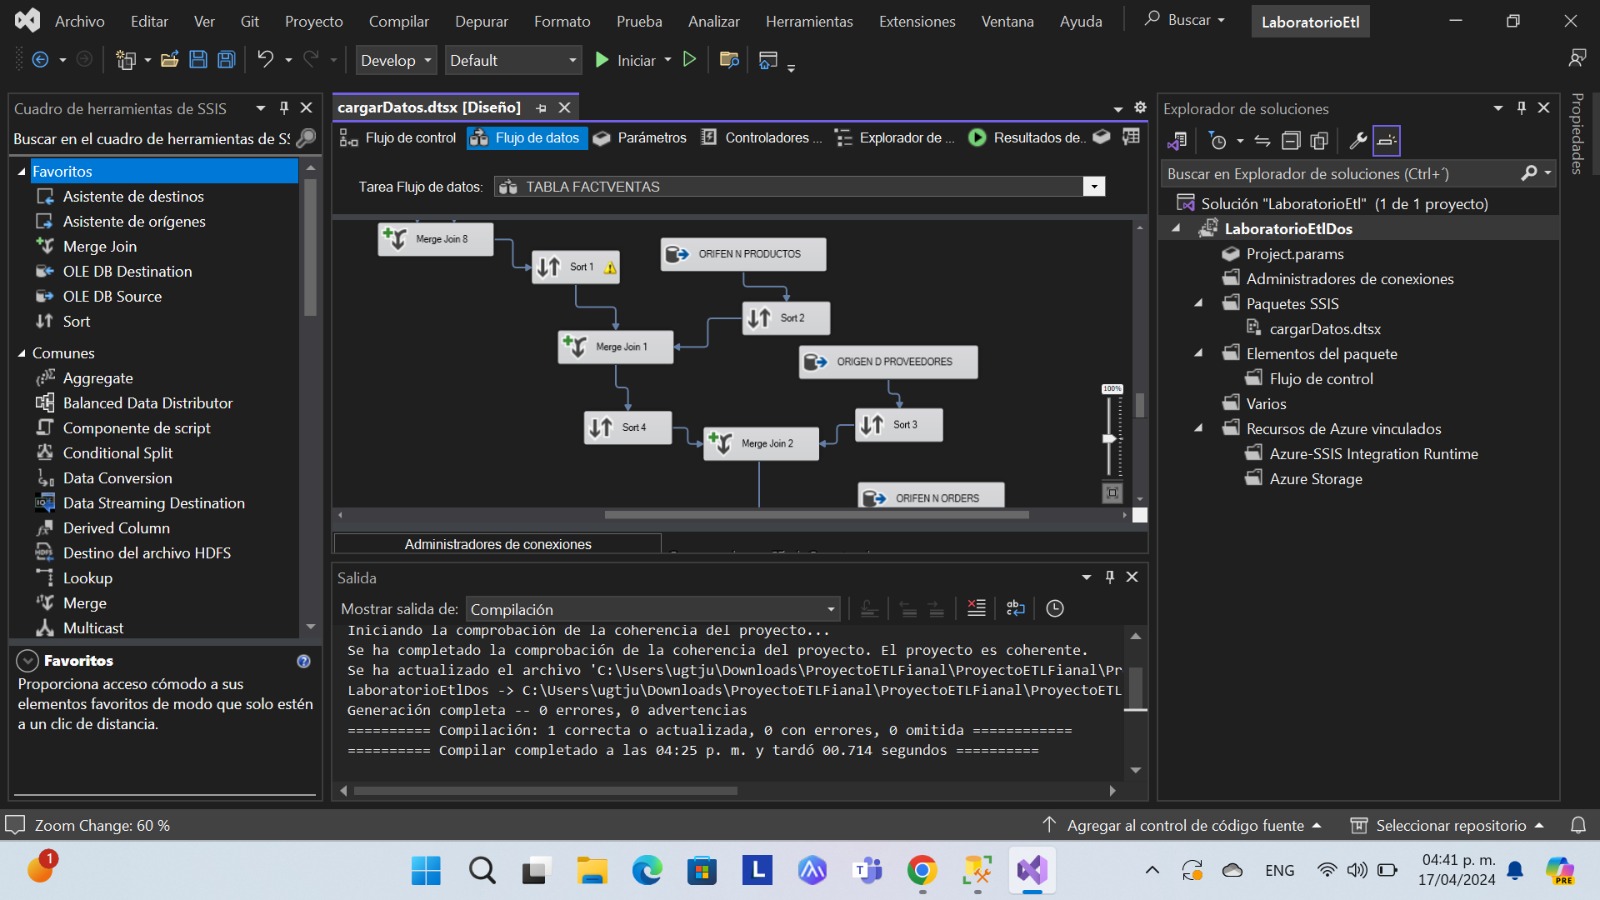 Archivo Editar Ver Git Proyecto Compilar Depurar Formato Prueba Analizar Herramientas Extensiones Ventana Ayuda Buscar LaboratorioEtl
Develop Default Iniciar
Cuadro de herramientas de SSIS
Buscar en el cuadro de herramientas de S
Favoritos
Asistente de destinos
Asistente de orígenes
Merge Join
OLE DB Destination
OLE DB Source
Sort
Comunes
Aggregate
Balanced Data Distributor
Componente de script
Conditional Split
Data Conversion
Data Streaming Destination
Derived Column
Destino del archivo HDFS
Lookup
Merge
Multicast
Favoritos
Proporciona acceso cómodo a sus
elementos favoritos de modo que solo estén
a un clic de distancia.
cargarDatos.dtsx [Diseño]
Flujo de control Flujo de datos Parámetros Controladores ... Explorador de ... Resultados de..
Tarea Flujo de datos: TABLA FACTVENTAS
Merge Join 8
Sort 1
ORIFEN N PRODUCTOS
Sort 2
Merge Join 1
ORIGEN D PROVEEDORES
Sort 4
Sort 3
Merge Join 2
ORIFEN N ORDERS
100%
Administradores de conexiones
Salida
Mostrar salida de: Compilación
Iniciando la comprobación de la coherencia del proyecto...
Se ha completado la comprobación de la coherencia del proyecto. El proyecto es coherente.
Se ha actualizado el archivo 'C:\Users\ugtju\Downloads\ProyectoETLFianal\ProyectoETLFianal\Pr
LaboratorioEtlDos -> C:\Users\ugtju\Downloads\ProyectoETLFianal\ProyectoETLFianal\ProyectoETL
Generación completa -- 0 errores, 0 advertencias
========== Compilación: 1 correcta o actualizada, 0 con errores, 0 omitida ============
========== Compilar completado a las 04:25 p. m. y tardó 00.714 segundos ==========
Explorador de soluciones
Buscar en Explorador de soluciones (Ctrl+´)
Solución "LaboratorioEtl" (1 de 1 proyecto)
LaboratorioEtlDos
Project.params
Administradores de conexiones
Paquetes SSIS
cargarDatos.dtsx
Elementos del paquete
Flujo de control
Varios
Recursos de Azure vinculados
Azure-SSIS Integration Runtime
Azure Storage
Propiedades
Zoom Change: 60 % Agregar al control de código fuente Seleccionar repositorio
1
L
ENG
04:41 p. m.
17/04/2024
PRE